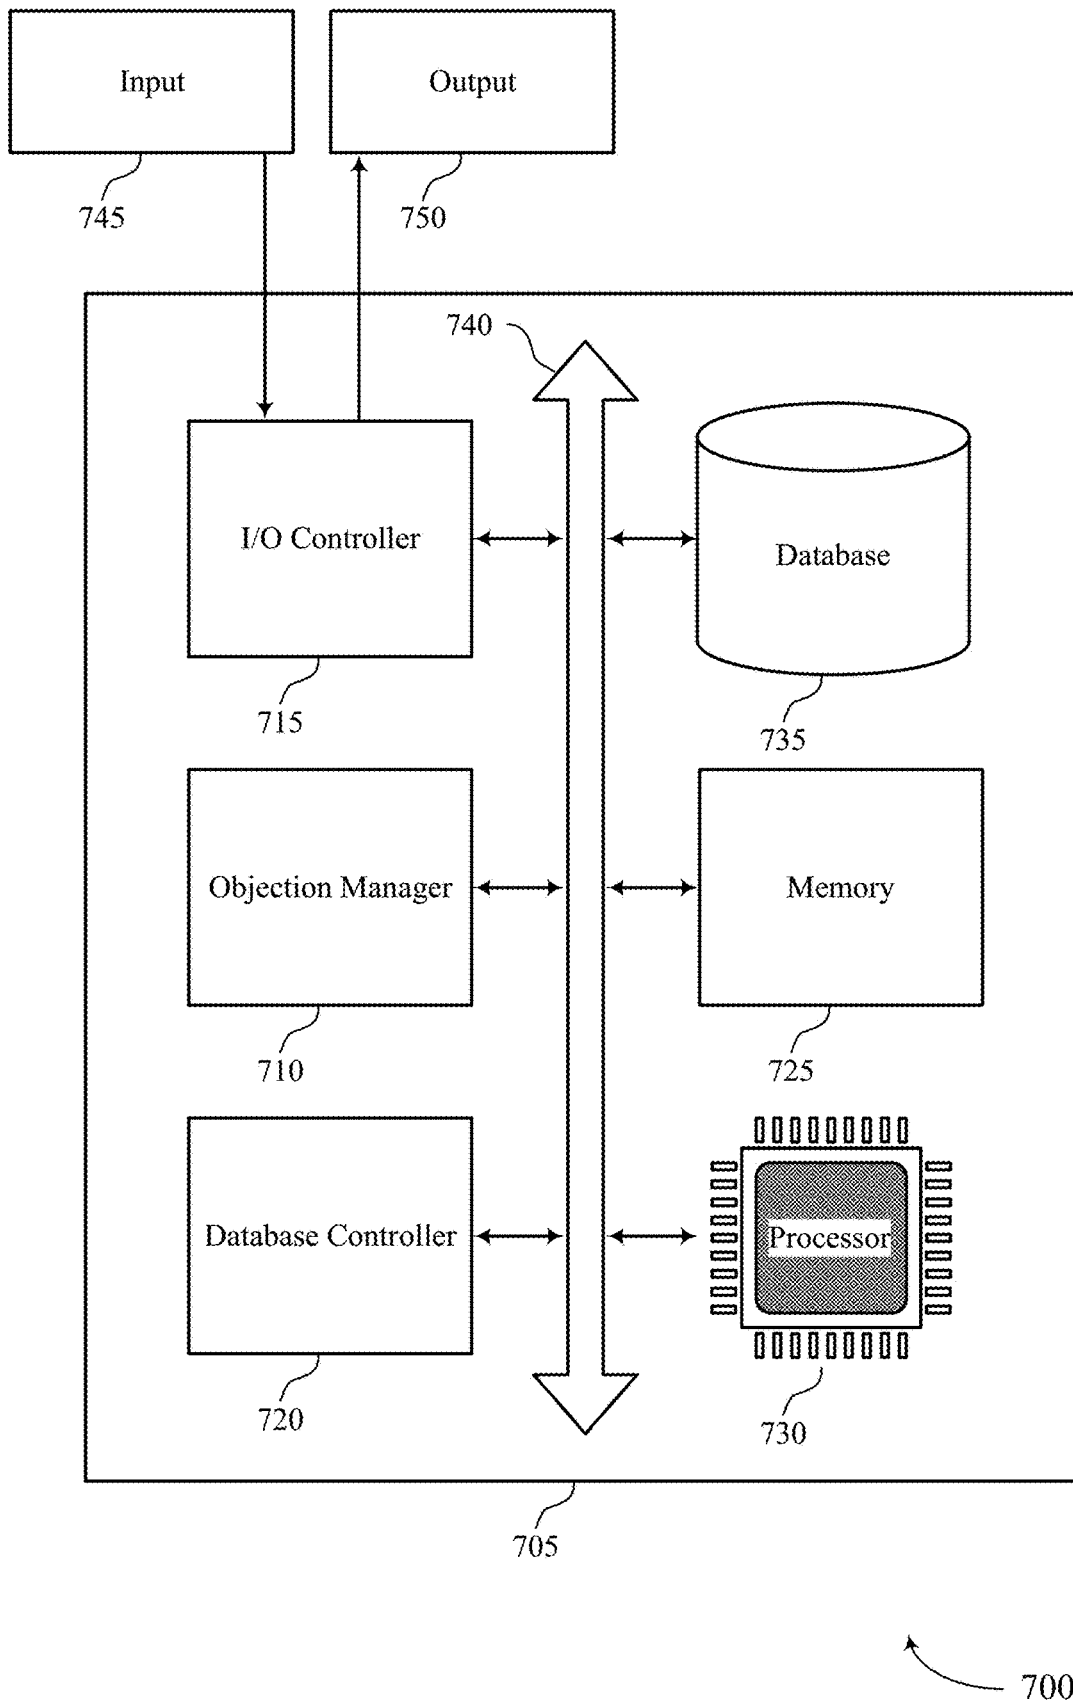 Input
Output
745
750
740
I/O Controller
Database
715
735
Objection Manager
Memory
710
725
Database Controller
Processor
720
730
705
700